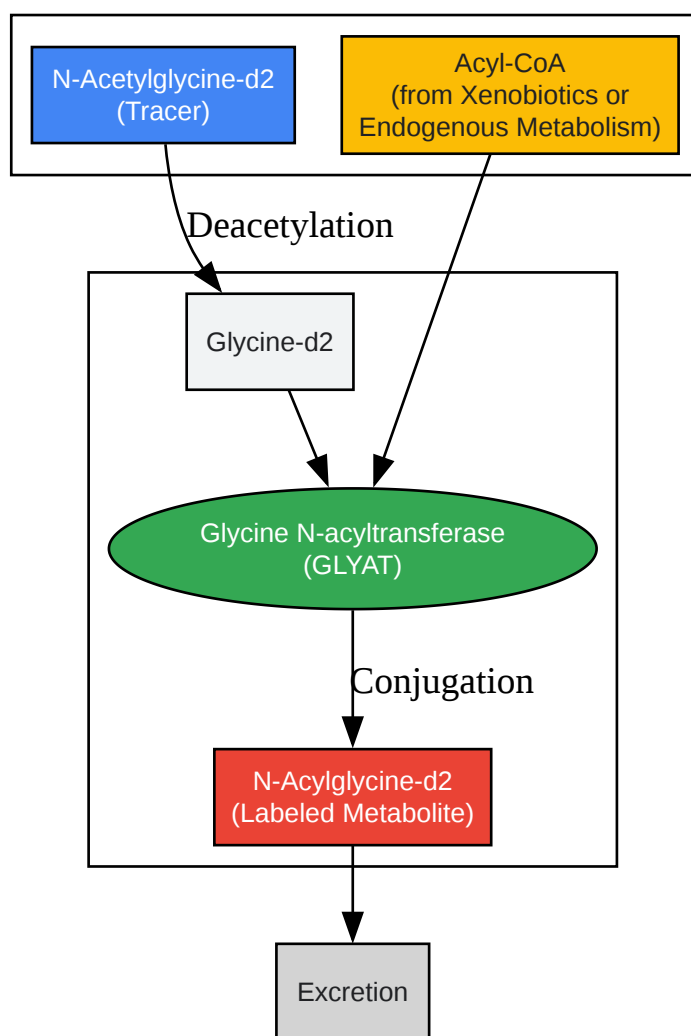 N-Acetylglycine-d2
(Tracer)
Acyl-CoA
(from Xenobiotics or
Endogenous Metabolism)
Deacetylation
Glycine-d2
Glycine N-acyltransferase
(GLYAT)
Conjugation
N-Acylglycine-d2
(Labeled Metabolite)
Excretion